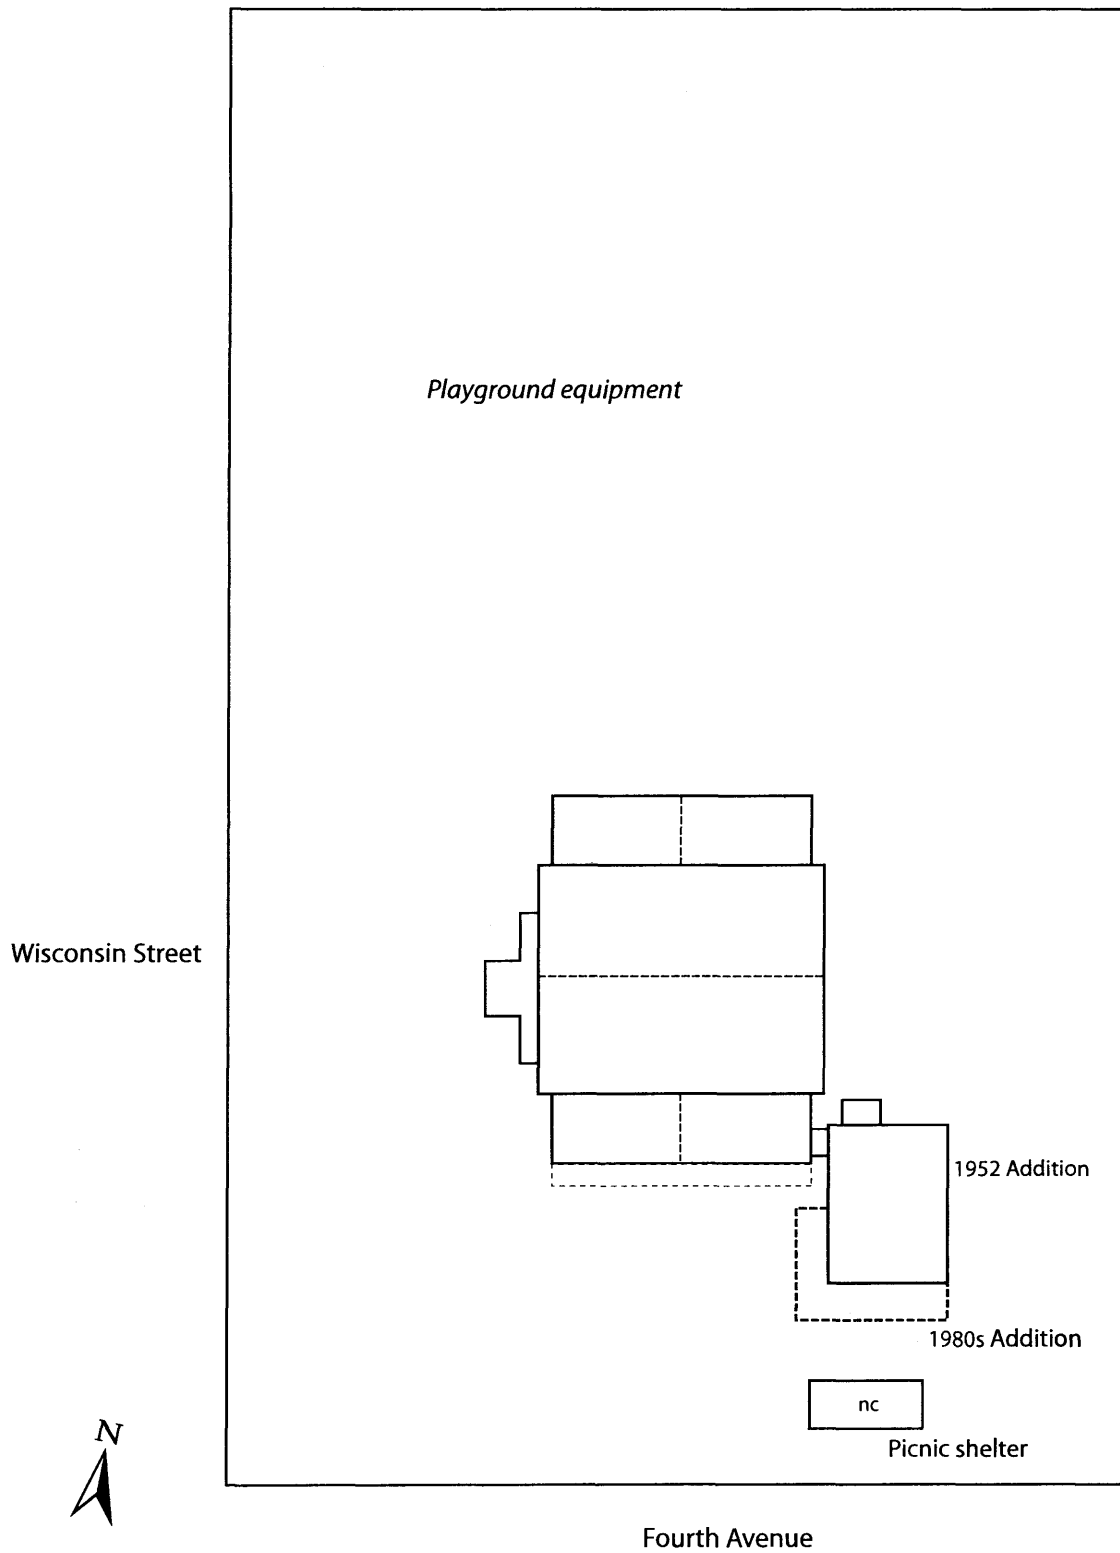 Playground equipment
Wisconsin Street
1952 Addition
1980s Addition
nc
Picnic shelter
N
Fourth Avenue